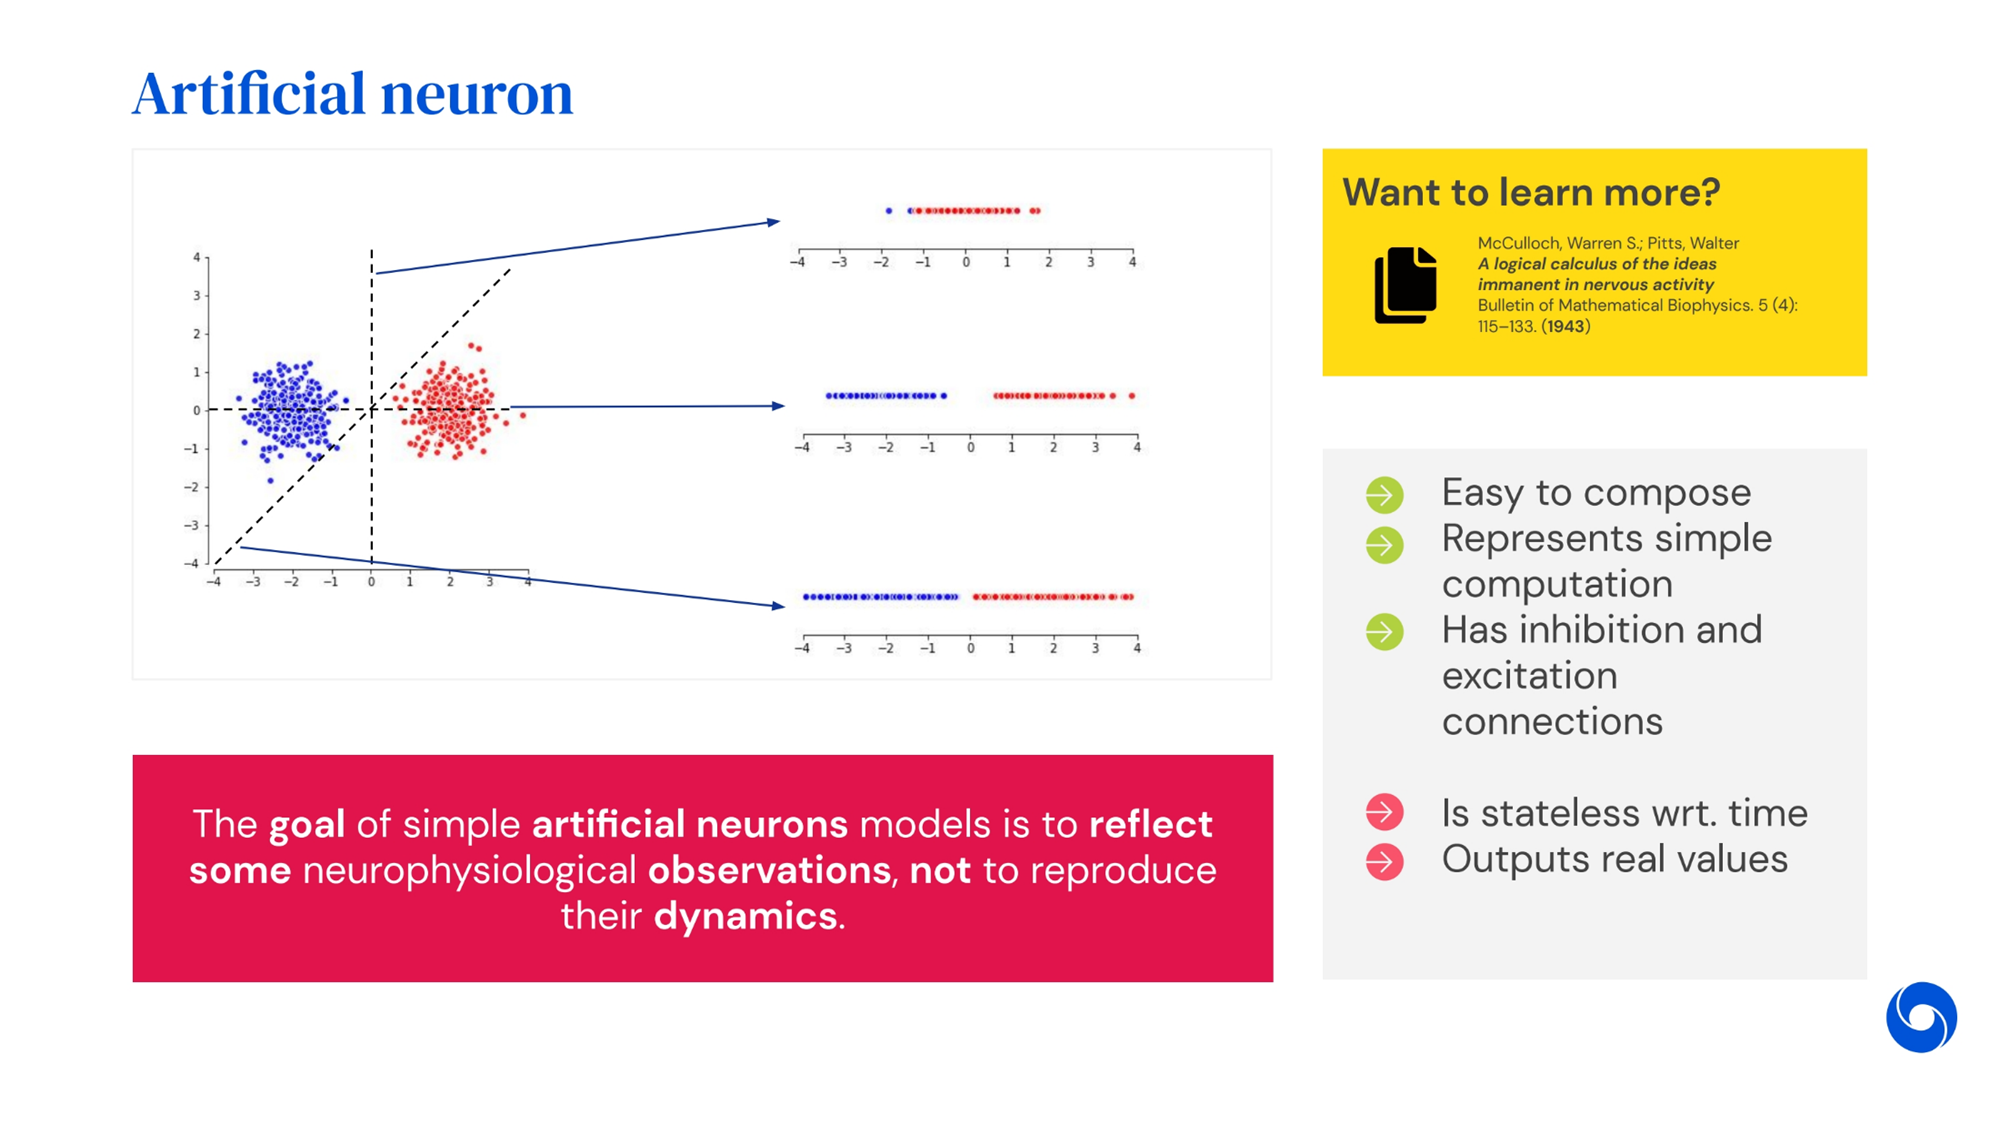 Artificial neuron
4
3
2
1
0
−1
−2
−3
−4
−4 −3 −2 −1 0 1 2 3 4
−4 −3 −2 −1 0 1 2 3 4
−4 −3 −2 −1 0 1 2 3 4
−4 −3 −2 −1 0 1 2 3 4
The goal of simple artificial neurons models is to reflect
some neurophysiological observations, not to reproduce
their dynamics.
Want to learn more?
McCulloch, Warren S.; Pitts, Walter
A logical calculus of the ideas
immanent in nervous activity
Bulletin of Mathematical Biophysics. 5 (4):
115–133. (1943)
Easy to compose
Represents simple
computation
Has inhibition and
excitation
connections
Is stateless wrt. time
Outputs real values